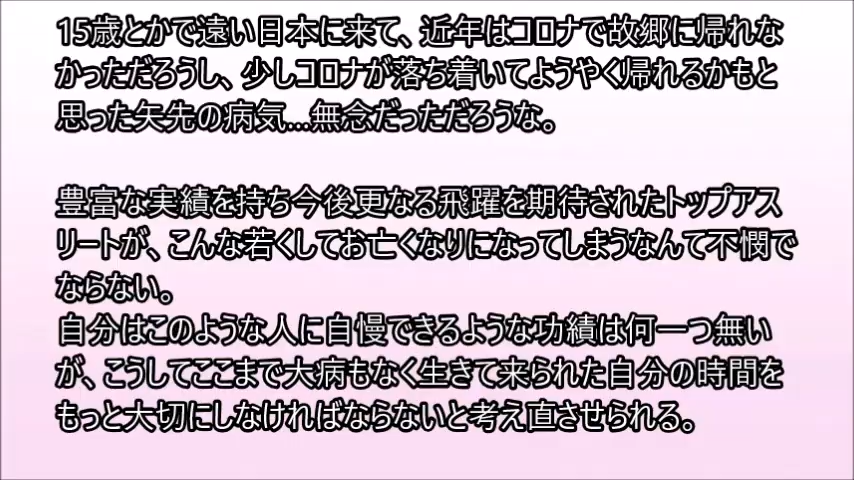 15歳とかで遠い日本に来て、近年はコロナで故郷に帰れな
かっただろうし、少しコロナが落ち着いてようやく帰れるかもと
思った矢先の病気...無念だっただろうな。
豊富な実績を持ち今後更なる飛躍を期待されたトップアス
リートが、こんな若くしてお亡くなりになってしまうなんて不憫で
ならない。
自分はこのような人に自慢できるような功績は何一つ無い
が、こうしてここまで大病もなく生きて来られた自分の時間を
もっと大切にしなければならないと考え直させられる。